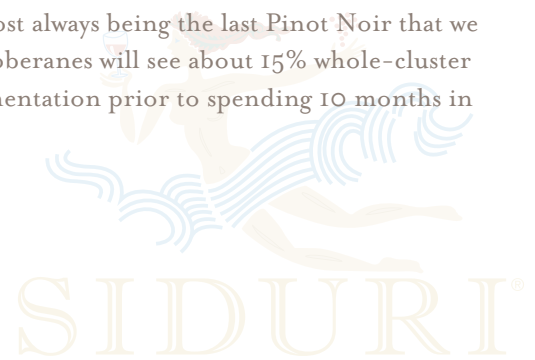 ost always being the last Pinot Noir that we
oberanes will see about 15% whole-cluster
nentation prior to spending 10 months in
SIDURI®